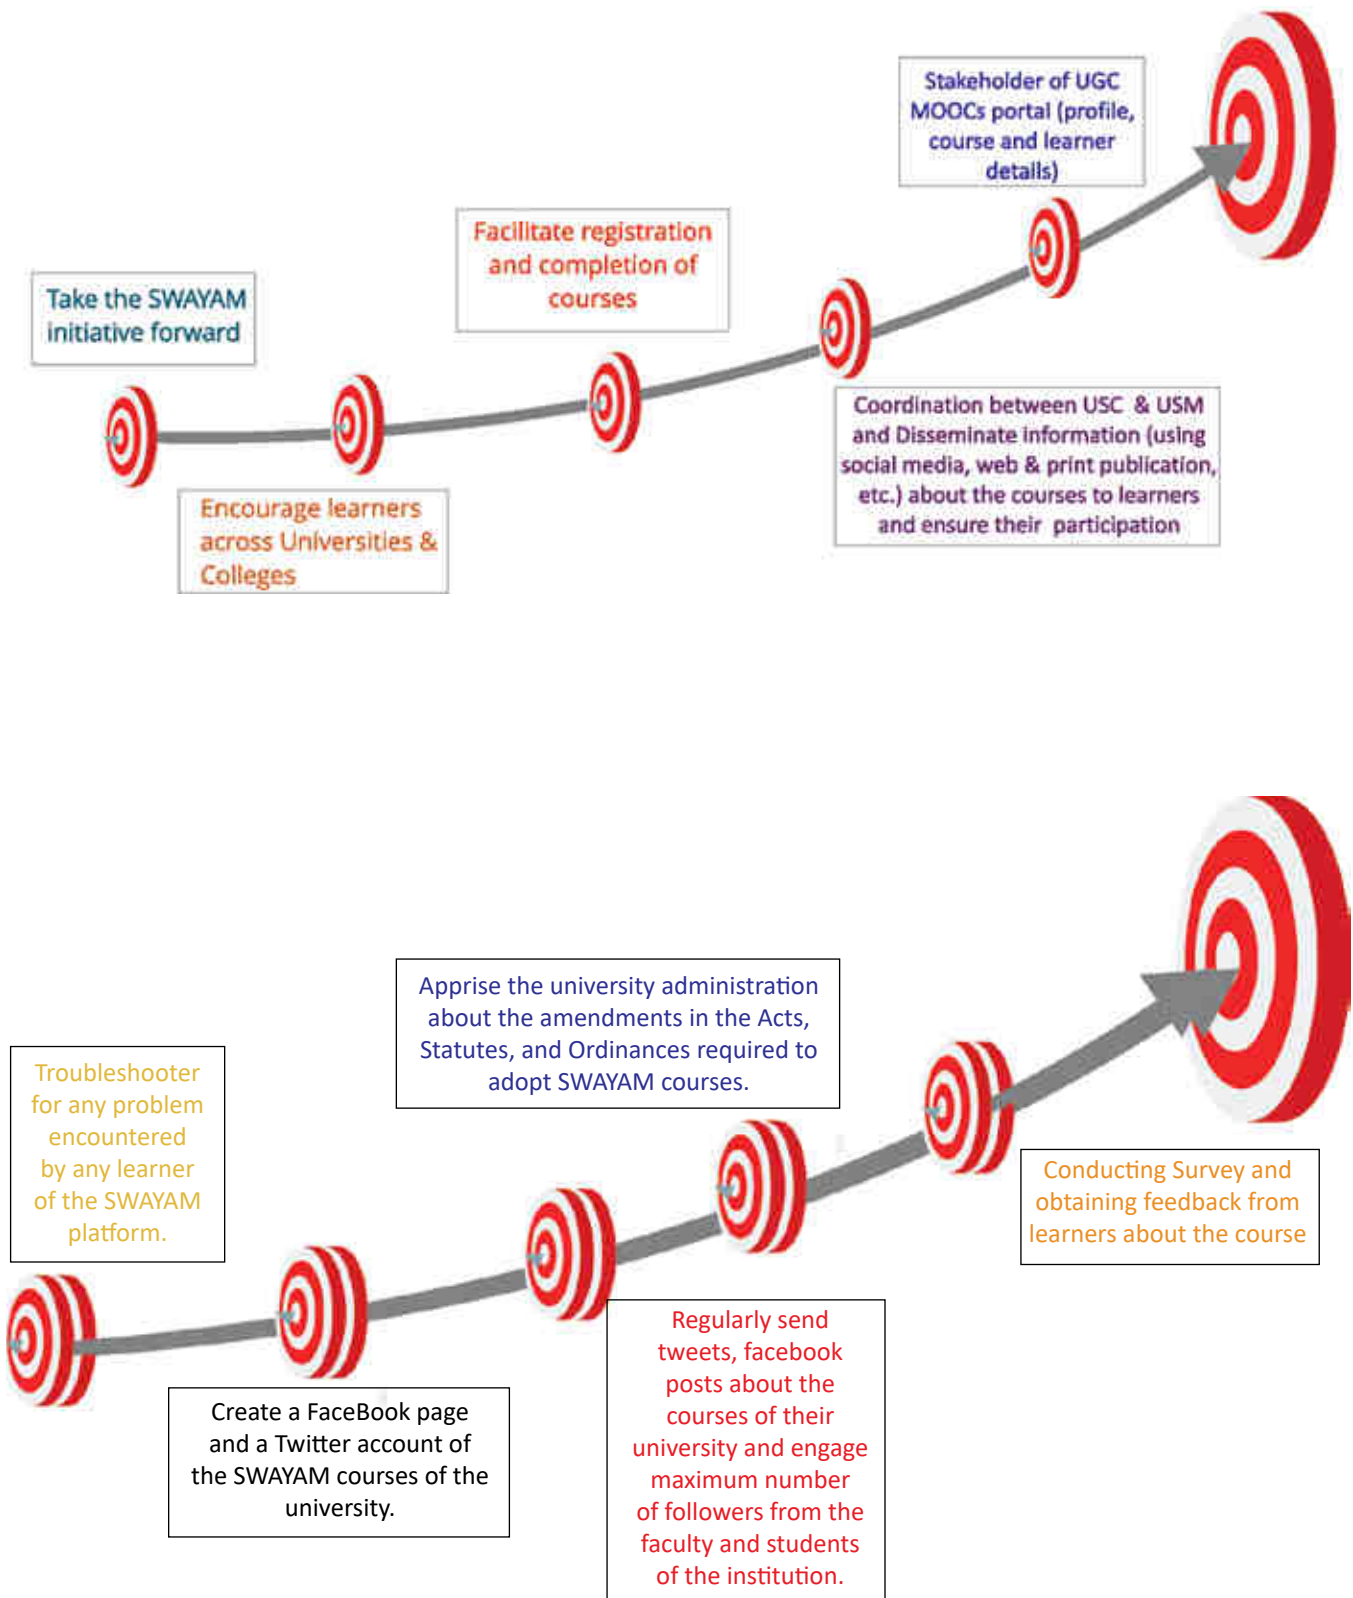 Take the SWAYAM
initiative forward
Encourage learners
across Universities &
Colleges
Facilitate registration
and completion of
courses
Coordination between USC & USM
and Disseminate information (using
social media, web & print publication,
etc.) about the courses to learners
and ensure their participation
Stakeholder of UGC
MOOCs portal (profile,
course and learner
details)
Troubleshooter
for any problem
encountered
by any learner
of the SWAYAM
platform.
Create a FaceBook page
and a Twitter account of
the SWAYAM courses of the
university.
Apprise the university administration
about the amendments in the Acts,
Statutes, and Ordinances required to
adopt SWAYAM courses.
Regularly send
tweets, facebook
posts about the
courses of their
university and engage
maximum number
of followers from the
faculty and students
of the institution.
Conducting Survey and
obtaining feedback from
learners about the course